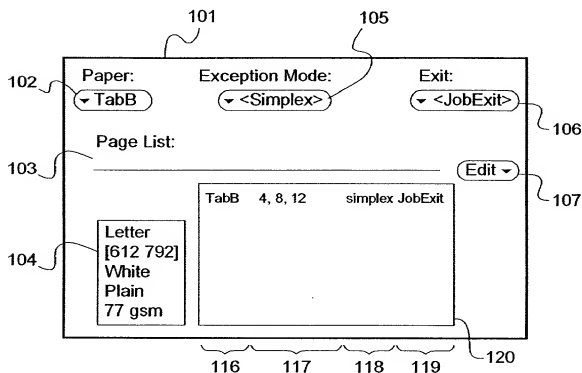 101
105
102
Paper: Exception Mode: Exit:
TabB <Simplex> <JobExit>
106
Page List:
103
Edit
107
TabB 4, 8, 12 simplex JobExit
104
Letter
[612 792]
White
Plain
77 gsm
120
116 117 118 119